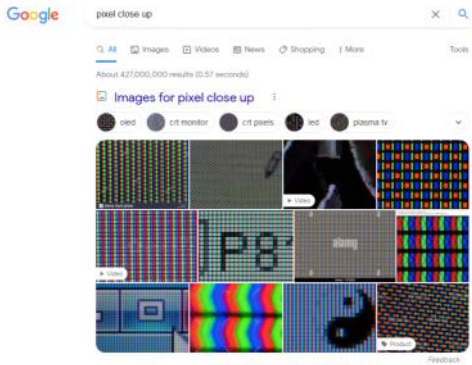 Google
pixel close up
All Images Videos News Shopping More Tools
About 427,000,000 results (0.57 seconds)
Images for pixel close up
oled crt monitor crt pixels led plasma tv
Video
Video
P8
alamy
Product
Feedback